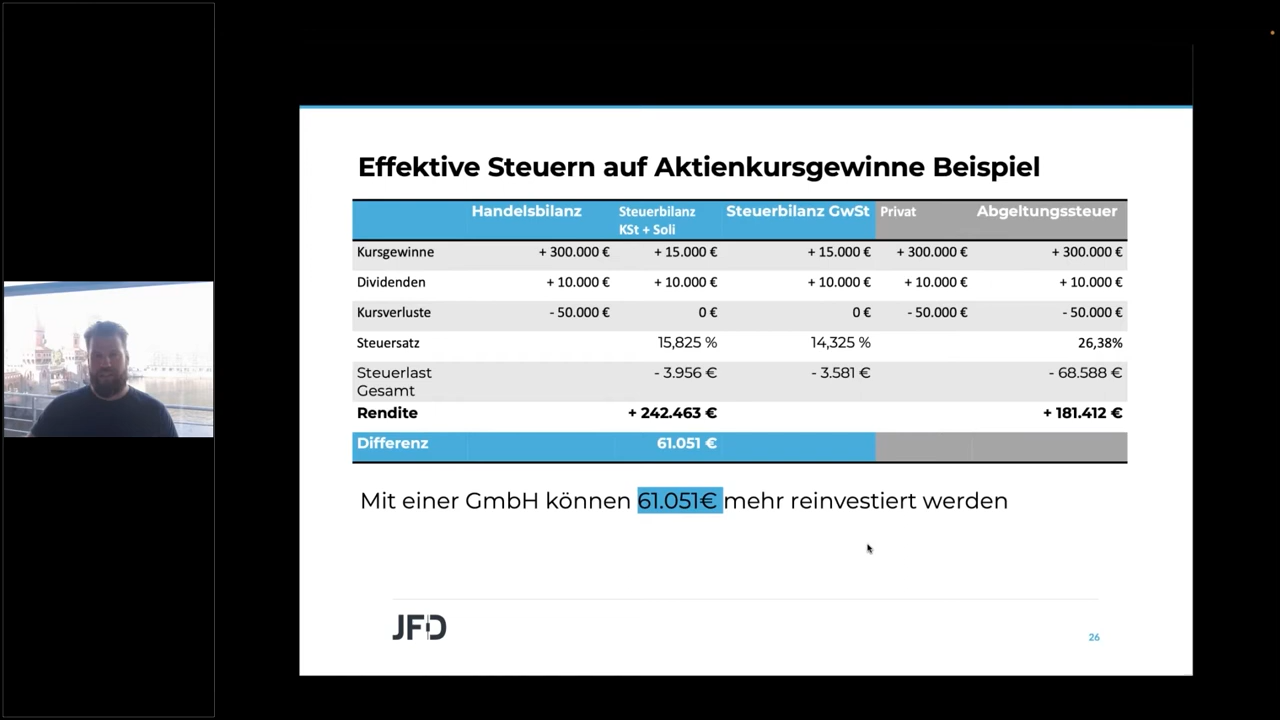 Effektive Steuern auf Aktienkursgewinne Beispiel
Handelsbilanz Steuerbilanz KSt + Soli Steuerbilanz GwSt Privat Abgeltungssteuer
Kursgewinne + 300.000 € + 15.000 € + 15.000 € + 300.000 € + 300.000 €
Dividenden + 10.000 € + 10.000 € + 10.000 € + 10.000 € + 10.000 €
Kursverluste - 50.000 € 0 € 0 € - 50.000 € - 50.000 €
Steuersatz 15,825 % 14,325 % 26,38%
Steuerlast Gesamt - 3.956 € - 3.581 € - 68.588 €
Rendite + 242.463 € + 181.412 €
Differenz 61.051 €
Mit einer GmbH können 61.051€ mehr reinvestiert werden
JFD
26